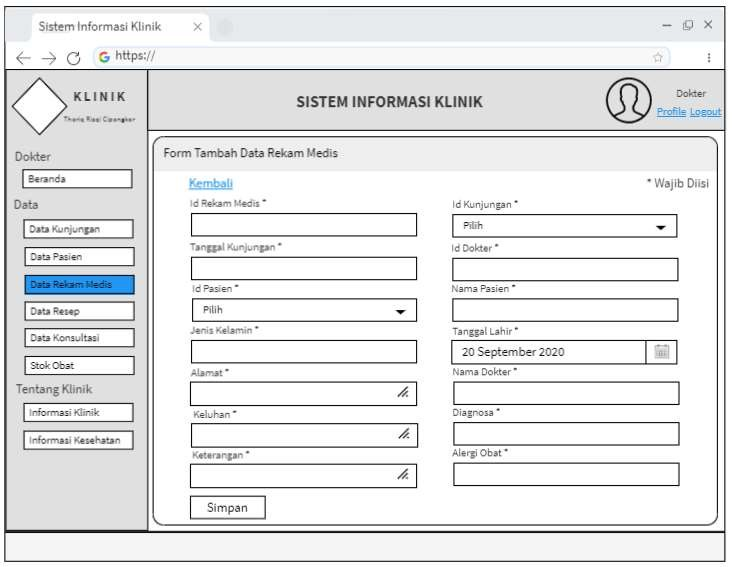 Sistem Informasi Klinik
https://
KLINIK
SISTEM INFORMASI KLINIK
Dokter
Profile Logout
Dokter
Beranda
Data
Data Kunjungan
Data Pasien
Data Rekam Medis
Data Resep
Data Konsultasi
Stok Obat
Tentang Klinik
Informasi Klinik
Informasi Kesehatan
Form Tambah Data Rekam Medis
Kembali
* Wajib Diisi
Id Rekam Medis *
Id Kunjungan *
Pilih
Tanggal Kunjungan *
Id Dokter *
Id Pasien *
Pilih
Nama Pasien *
Jenis Kelamin *
Tanggal Lahir *
20 September 2020
Alamat *
Nama Dokter *
Keluhan *
Diagnosa *
Keterangan *
Alergi Obat *
Simpan